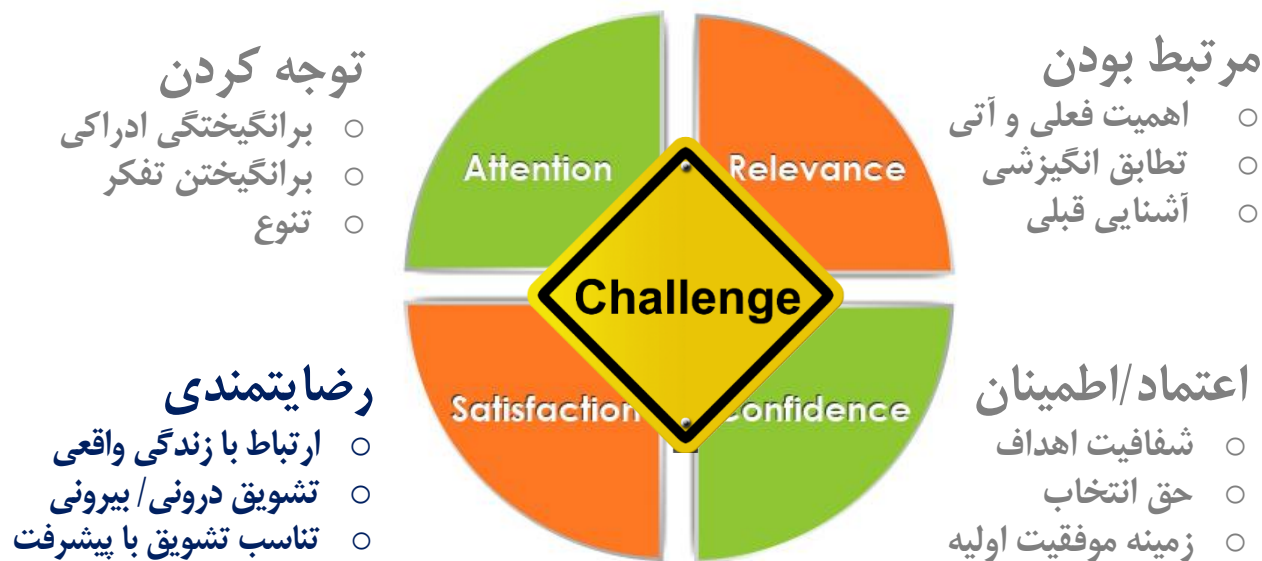 توجه کردن
برانگیختگی ادراکی
برانگیختن تفکر
تنوع
Attention
Relevance
مرتبط بودن
اهمیت فعلی و آتی
تطابق انگیزشی
آشنایی قبلی
Challenge
رضایتمندی
ارتباط با زندگی واقعی
تشویق درونی/ بیرونی
تناسب تشویق با پیشرفت
Satisfaction
onfidence
اعتماد/اطمینان
شفافیت اهداف
حق انتخاب
زمینه موفقیت اولیه